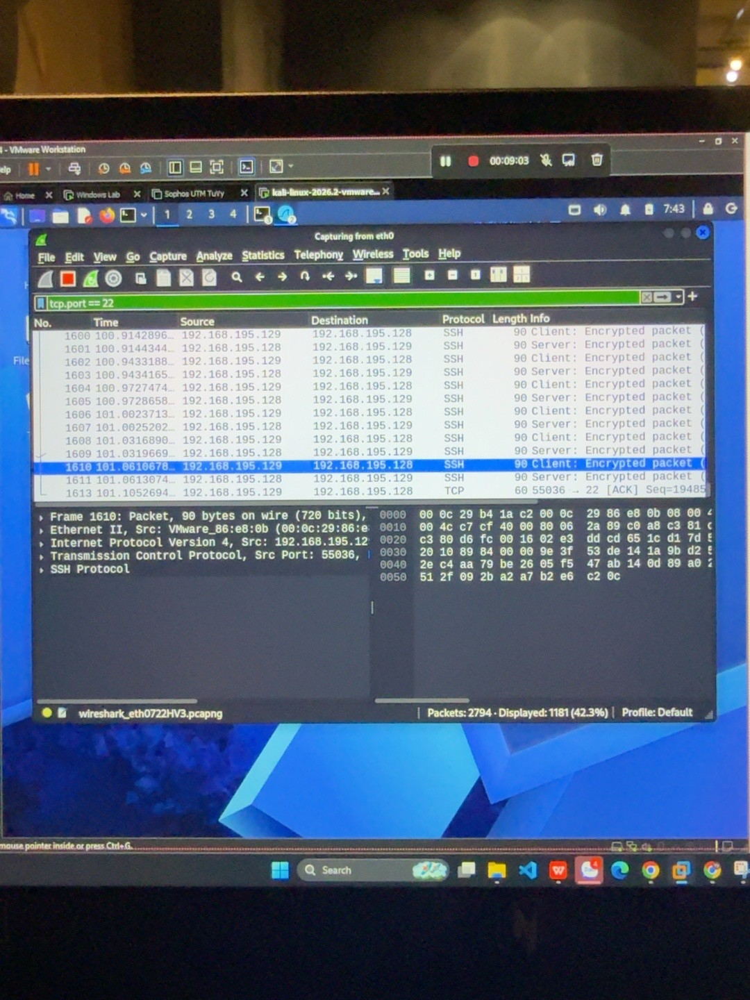 - VMware Workstation
elp
00:09:03
Home
Windows Lab
Sophos UTM TuVy
kali-linux-2026.2-vmware...
1 2 3 4
7:43
Capturing from eth0
File Edit View Go Capture Analyze Statistics Telephony Wireless Tools Help
tcp.port == 22
No. Time Source Destination Protocol Length Info
1600 100.9142896… 192.168.195.129 192.168.195.128 SSH 90 Client: Encrypted packet (
1601 100.9144344… 192.168.195.128 192.168.195.129 SSH 90 Server: Encrypted packet (
1602 100.9433188… 192.168.195.129 192.168.195.128 SSH 90 Client: Encrypted packet (
1603 100.9434165… 192.168.195.128 192.168.195.129 SSH 90 Server: Encrypted packet (
1604 100.9727474… 192.168.195.129 192.168.195.128 SSH 90 Client: Encrypted packet (
1605 100.9728658… 192.168.195.128 192.168.195.129 SSH 90 Server: Encrypted packet (
1606 101.0023713… 192.168.195.129 192.168.195.128 SSH 90 Client: Encrypted packet (
1607 101.0025202… 192.168.195.128 192.168.195.129 SSH 90 Server: Encrypted packet (
1608 101.0316890… 192.168.195.129 192.168.195.128 SSH 90 Client: Encrypted packet (
1609 101.0319669… 192.168.195.128 192.168.195.129 SSH 90 Server: Encrypted packet (
1610 101.0610678… 192.168.195.129 192.168.195.128 SSH 90 Client: Encrypted packet (
1611 101.0613074… 192.168.195.128 192.168.195.129 SSH 90 Server: Encrypted packet (
1613 101.1052694… 192.168.195.129 192.168.195.128 TCP 60 55036 → 22 [ACK] Seq=19485
File
Frame 1610: Packet, 90 bytes on wire (720 bits),
Ethernet II, Src: VMware_86:e8:0b (00:0c:29:86:e
Internet Protocol Version 4, Src: 192.168.195.12
Transmission Control Protocol, Src Port: 55036,
SSH Protocol
0000 00 0c 29 b4 1a c2 00 0c 29 86 e8 0b 08 00 4
0010 00 4c c7 cf 40 00 80 06 2a 89 c0 a8 c3 81 c
0020 c3 80 d6 fc 00 16 02 e3 dd cd 65 1c d1 7d 5
0030 20 10 89 84 00 00 9e 3f 53 de 14 1a 9b d2 5
0040 2e c4 aa 79 be 26 05 f5 47 ab 14 0d 89 a0 2
0050 51 2f 09 2b a2 a7 b2 e6 c2 0c
wireshark_eth0722HV3.pcapng
Packets: 2794 · Displayed: 1181 (42.3%)
Profile: Default
mouse pointer inside or press Ctrl+G.
Search